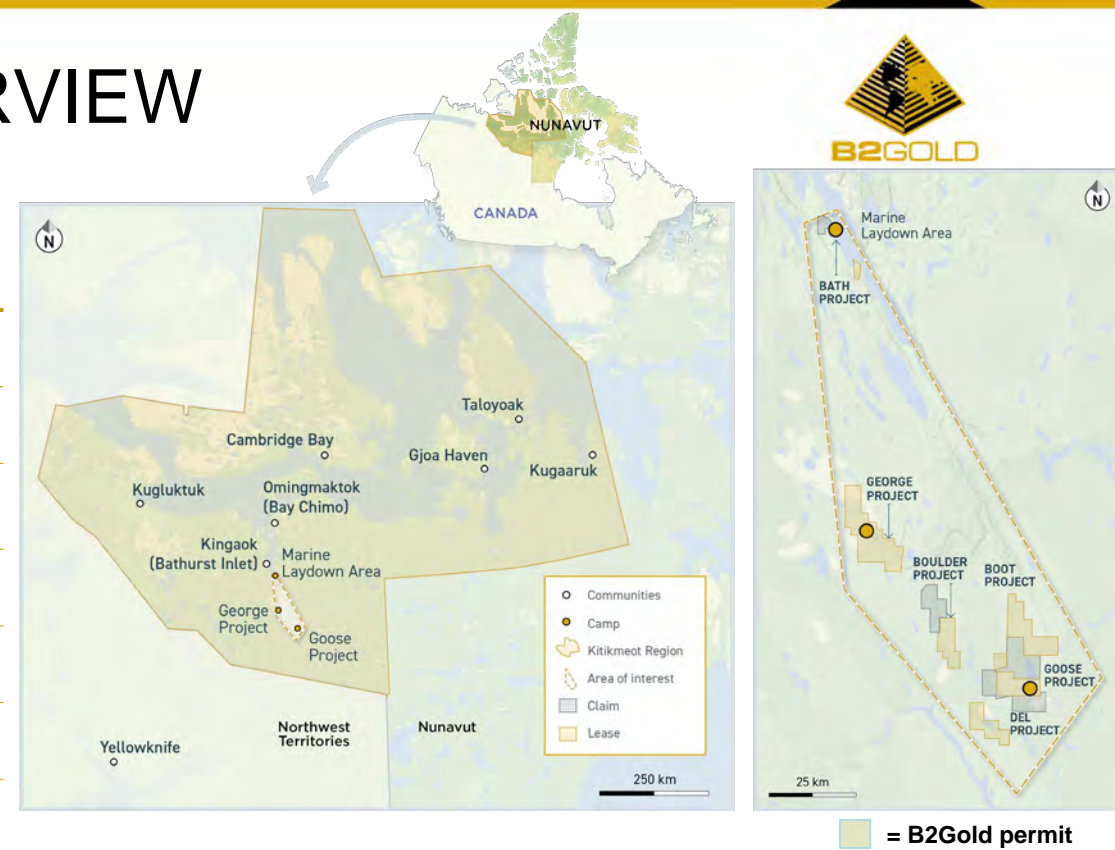 RVIEW
NUNAVUT
CANADA
B2GOLD
N
Taloyoak
Cambridge Bay
Gjoa Haven
Kugaaruk
Kugluktuk
Omingmaktok
(Bay Chimo)
Kingaok
(Bathurst Inlet)
Marine
Laydown Area
George
Project
Goose
Project
Northwest
Territories
Nunavut
Yellowknife
Communities
Camp
Kitikmeot Region
Area of interest
Claim
Lease
250 km
N
Marine
Laydown Area
BATH
PROJECT
GEORGE
PROJECT
BOULDER
PROJECT
BOOT
PROJECT
GOOSE
PROJECT
DEL
PROJECT
25 km
= B2Gold permit